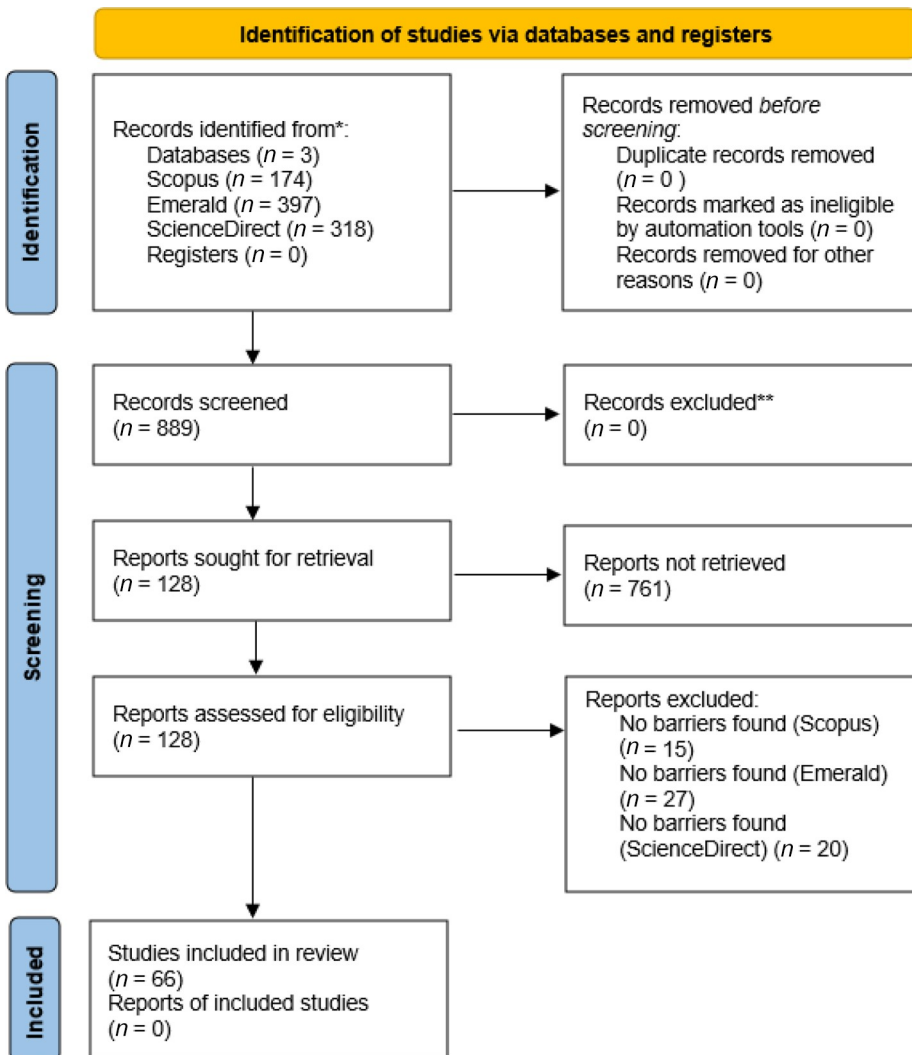 Identification of studies via databases and registers
Identification
Records identified from*:
Databases (n = 3)
Scopus (n = 174)
Emerald (n = 397)
ScienceDirect (n = 318)
Registers (n = 0)
Records removed before
screening:
Duplicate records removed
(n = 0 )
Records marked as ineligible
by automation tools (n = 0)
Records removed for other
reasons (n = 0)
Screening
Records screened
(n = 889)
Records excluded**
(n = 0)
Reports sought for retrieval
(n = 128)
Reports not retrieved
(n = 761)
Reports assessed for eligibility
(n = 128)
Reports excluded:
No barriers found (Scopus)
(n = 15)
No barriers found (Emerald)
(n = 27)
No barriers found
(ScienceDirect) (n = 20)
Included
Studies included in review
(n = 66)
Reports of included studies
(n = 0)